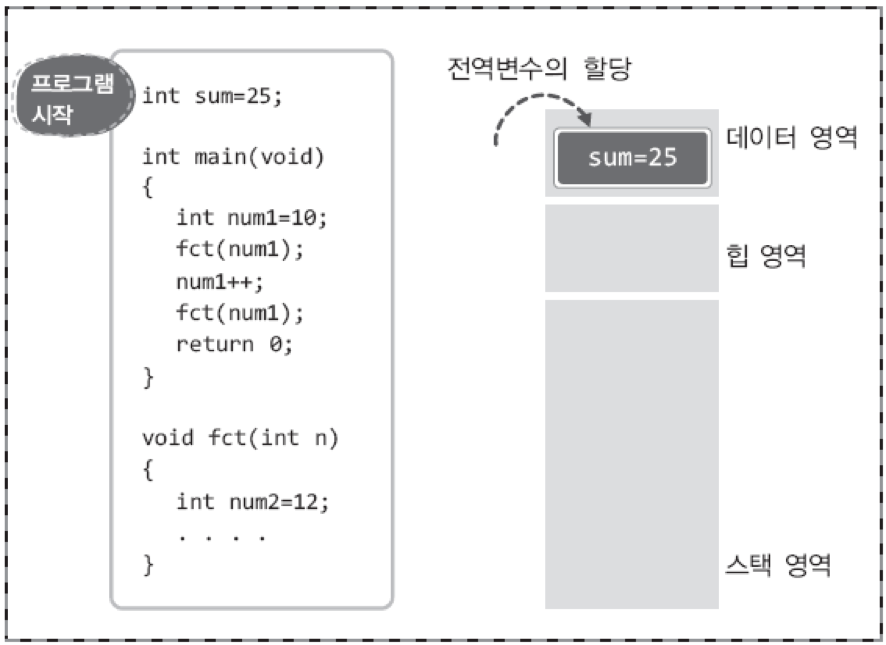 프로그램
시작
int sum=25;
int main(void)
{
int num1=10;
fct(num1);
num1++;
fct(num1);
return 0;
}
void fct(int n)
{
int num2=12;
. . . .
}
전역변수의 할당
sum=25
데이터 영역
힙 영역
스택 영역